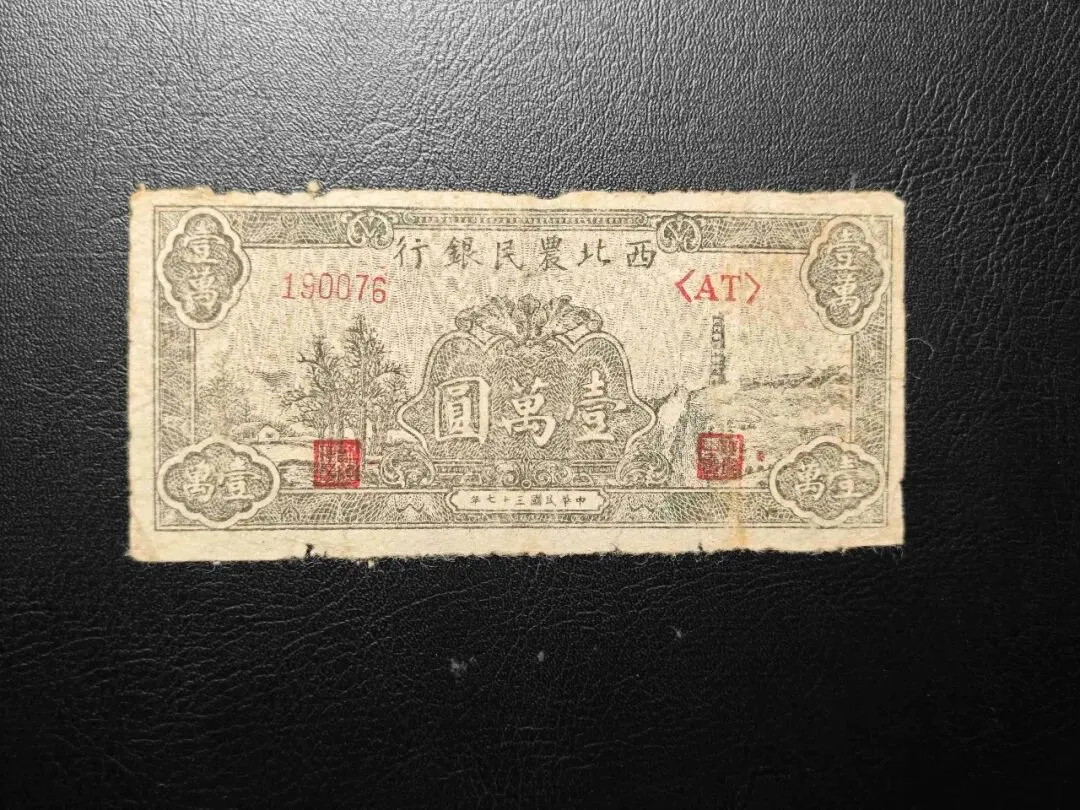 壹萬
壹萬
西北農民銀行
190076
〈AT〉
壹萬圓
壹萬
壹萬
中華民國三十七年